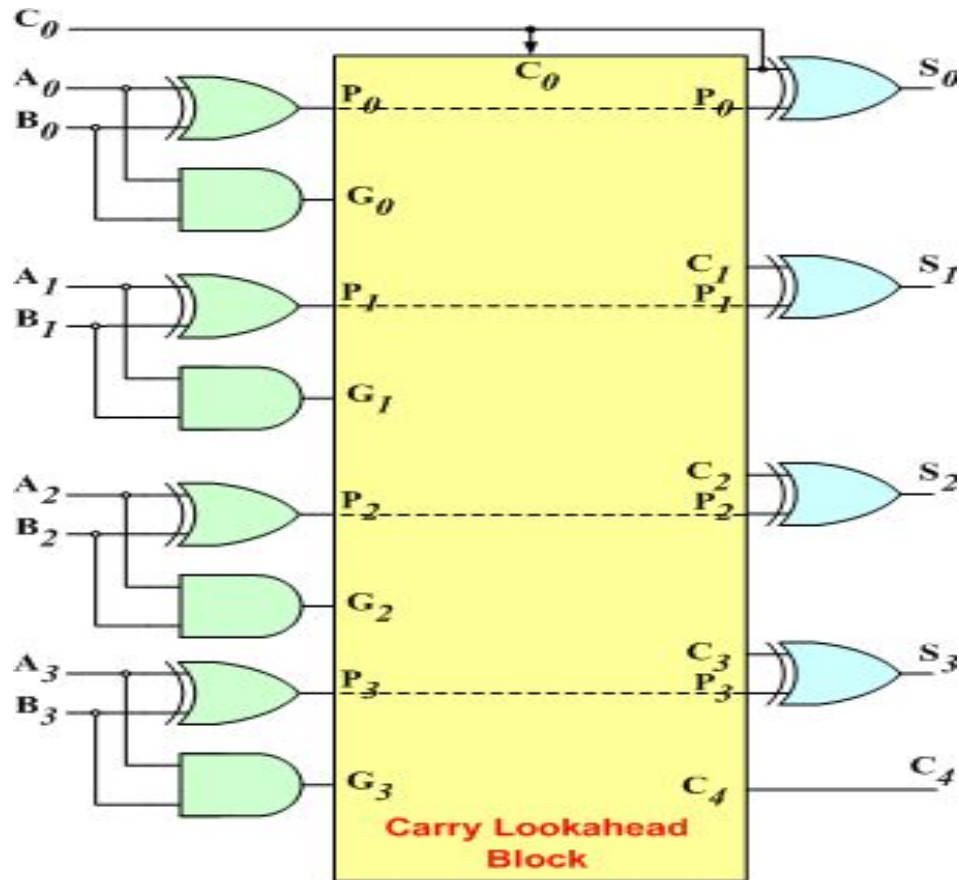 C0
C0
S0
A0
P0
P0
B0
G0
A1
C1
S1
B1
P1
P1
G1
A2
C2
S2
B2
P2
P2
G2
A3
C3
S3
B3
P3
P3
G3
C4
C4
Carry Lookahead
Block